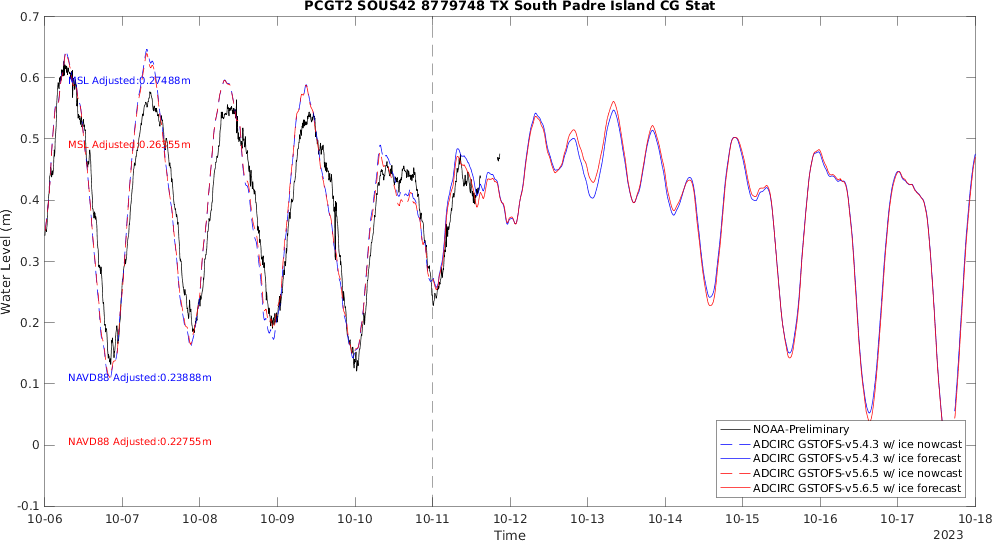 PCGT2 SOUS42 8779748 TX South Padre Island CG Stat
0.7
0.6
0.5
0.4
0.3
0.2
0.1
0
-0.1
Water Level (m)
MSL Adjusted:0.27488m
MSL Adjusted:0.26355m
NAVD88 Adjusted:0.23888m
NAVD88 Adjusted:0.22755m
NOAA-Preliminary
ADCIRC GSTOFS-v5.4.3 w/ ice nowcast
ADCIRC GSTOFS-v5.4.3 w/ ice forecast
ADCIRC GSTOFS-v5.6.5 w/ ice nowcast
ADCIRC GSTOFS-v5.6.5 w/ ice forecast
10-06 10-07 10-08 10-09 10-10 10-11 10-12 10-13 10-14 10-15 10-16 10-17 10-18
Time
2023